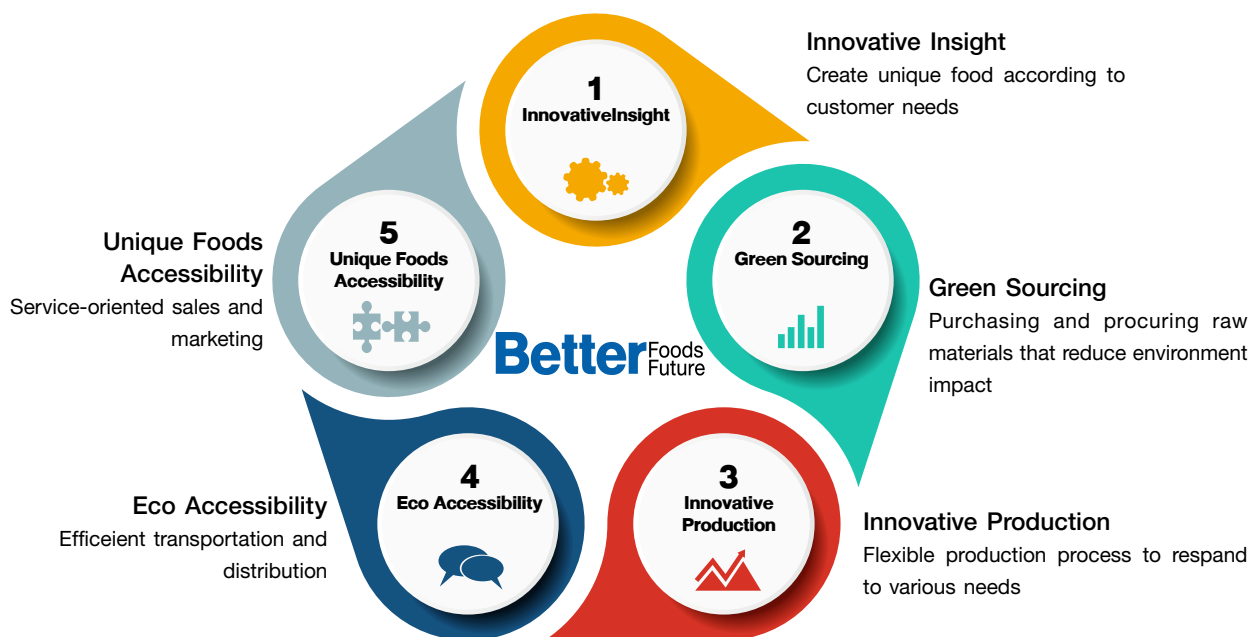 1
InnovativeInsight
Innovative Insight
Create unique food according to
customer needs
2
Green Sourcing
Green Sourcing
Purchasing and procuring raw
materials that reduce environment
impact
3
Innovative
Production
Innovative Production
Flexible production process to respand
to various needs
4
Eco Accessibility
Eco Accessibility
Efficeient transportation and
distribution
5
Unique Foods
Accessibility
Unique Foods
Accessibility
Service-oriented sales and
marketing
Better Foods
Future